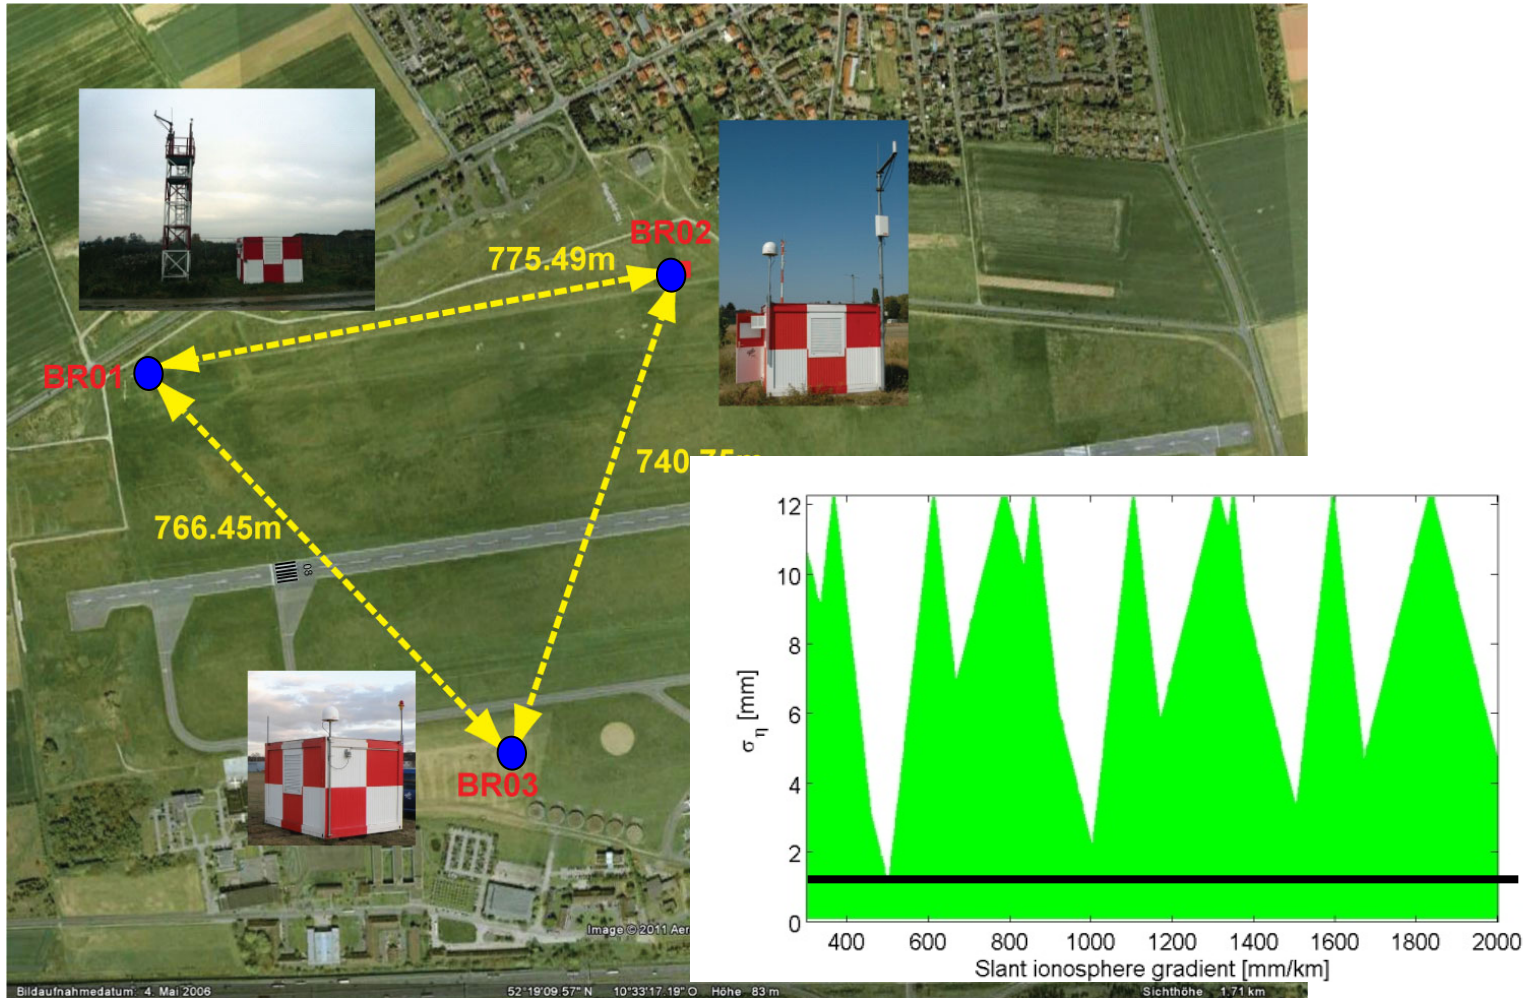 BR02
775.49m
BR01
740.75m
766.45m
08
BR03
12
10
8
6
4
2
0
σ η [mm]
400 600 800 1000 1200 1400 1600 1800 2000
Slant ionosphere gradient [mm/km]
Image © 2011 Aer
Bildaufnahmedatum: 4. Mai 2006
52°19'09.57" N 10°33'17.19" O Höhe 83 m
Sichthöhe 1.71 km